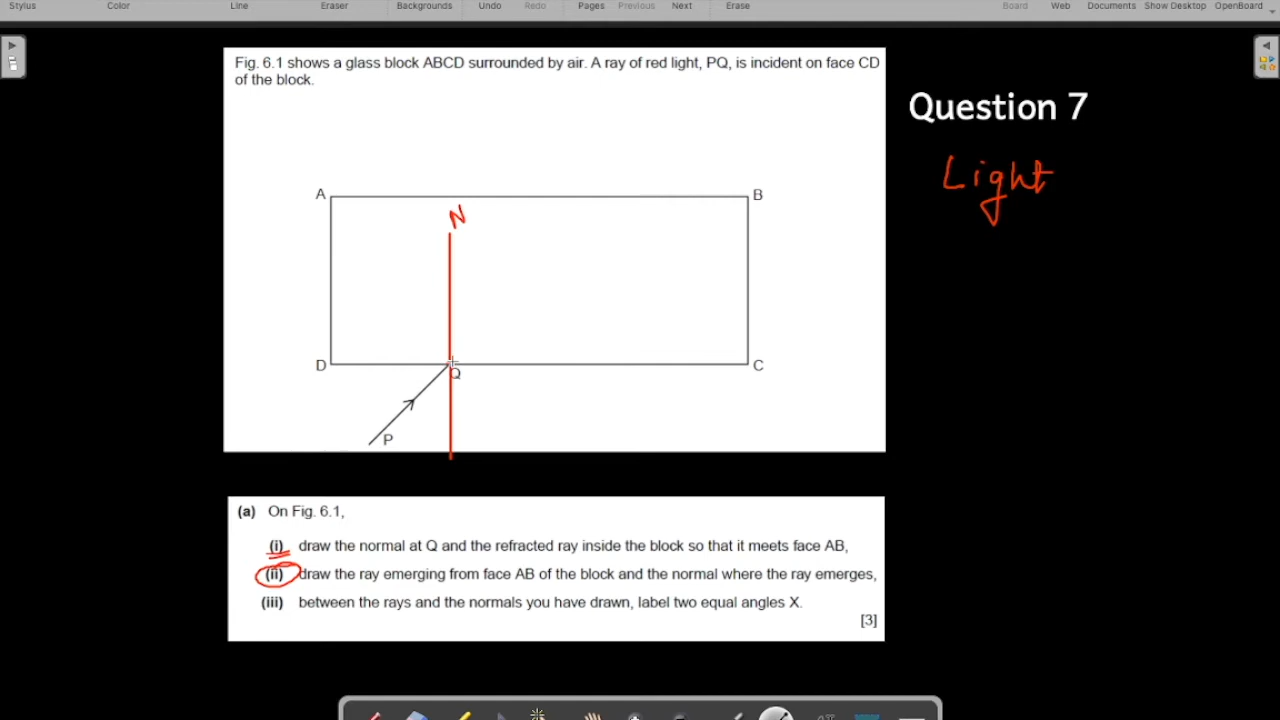 Stylus Color Line Eraser Backgrounds Undo Redo Pages Previous Next Erase Board Web Documents Show Desktop OpenBoard
Fig. 6.1 shows a glass block ABCD surrounded by air. A ray of red light, PQ, is incident on face CD
of the block.
Question 7
Light
A
B
N
D
Q
C
P
(a) On Fig. 6.1,
(i) draw the normal at Q and the refracted ray inside the block so that it meets face AB,
(ii) draw the ray emerging from face AB of the block and the normal where the ray emerges,
(iii) between the rays and the normals you have drawn, label two equal angles X.
[3]